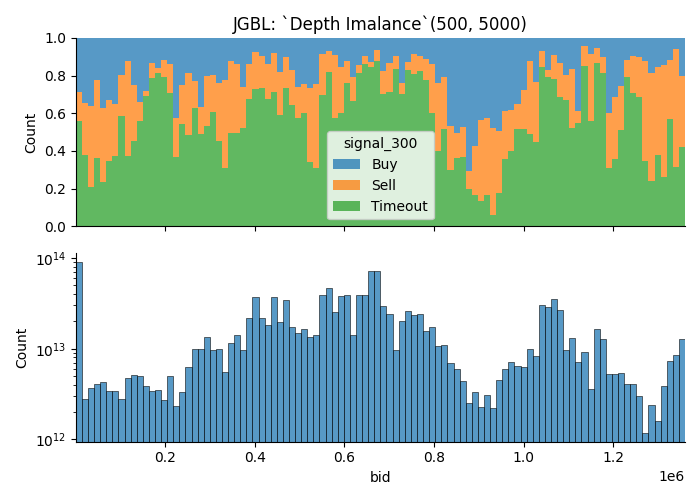 JGBL: `Depth Imalance`(500, 5000)
1.0
0.8
0.6
0.4
0.2
0.0
Count
signal_300
Buy
Sell
Timeout
10^14
10^13
10^12
Count
0.2 0.4 0.6 0.8 1.0 1.2
1e6
bid